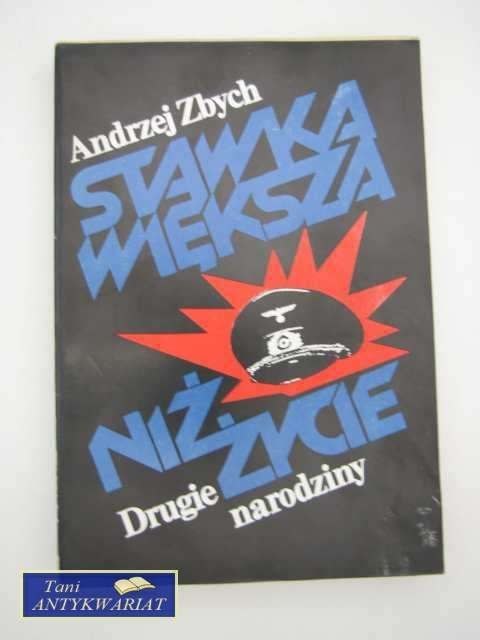 Andrzej Zbych
STAWKA
WIĘKSZA
NIŻ ŻYCIE
Drugie narodziny
Tani
ANTYKWARIAT